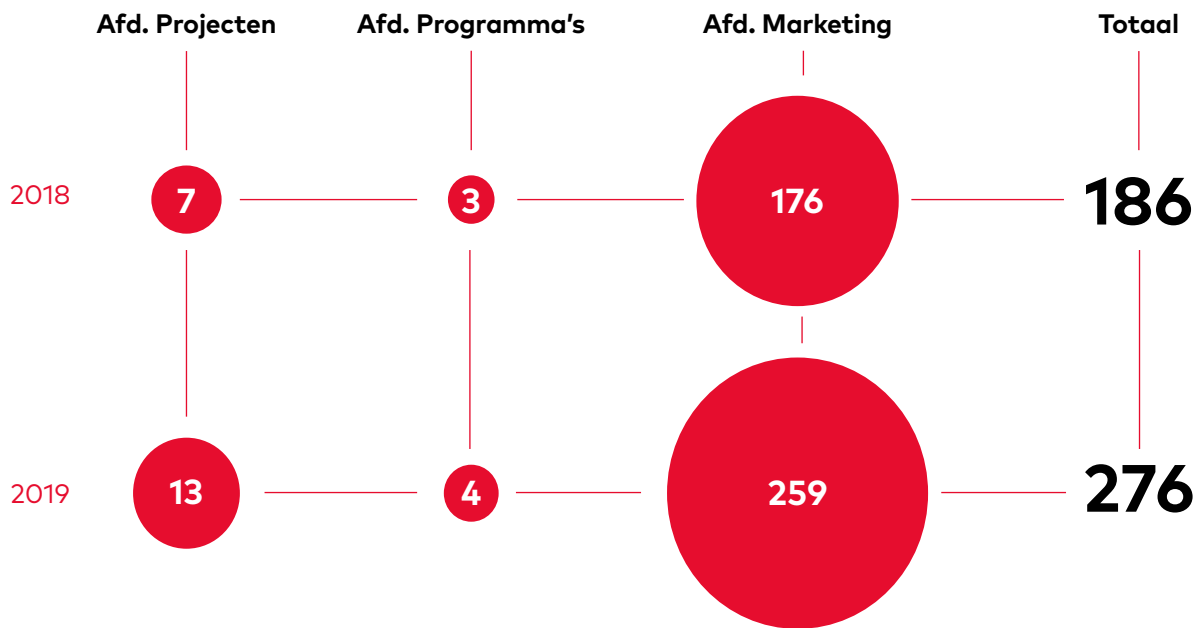 Afd. Projecten Afd. Programma's Afd. Marketing Totaal
2018 7 3 176 186
2019 13 4 259 276